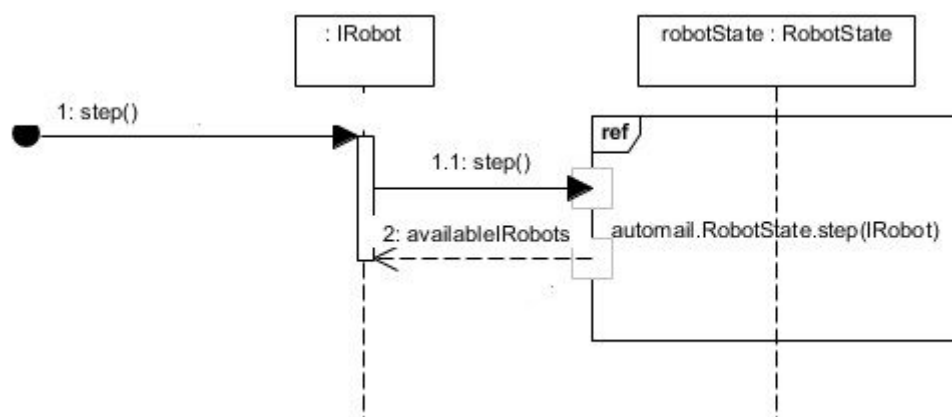 : IRobot
robotState : RobotState
1: step()
ref
1.1: step()
2: availableIRobots
automail.RobotState.step(IRobot)